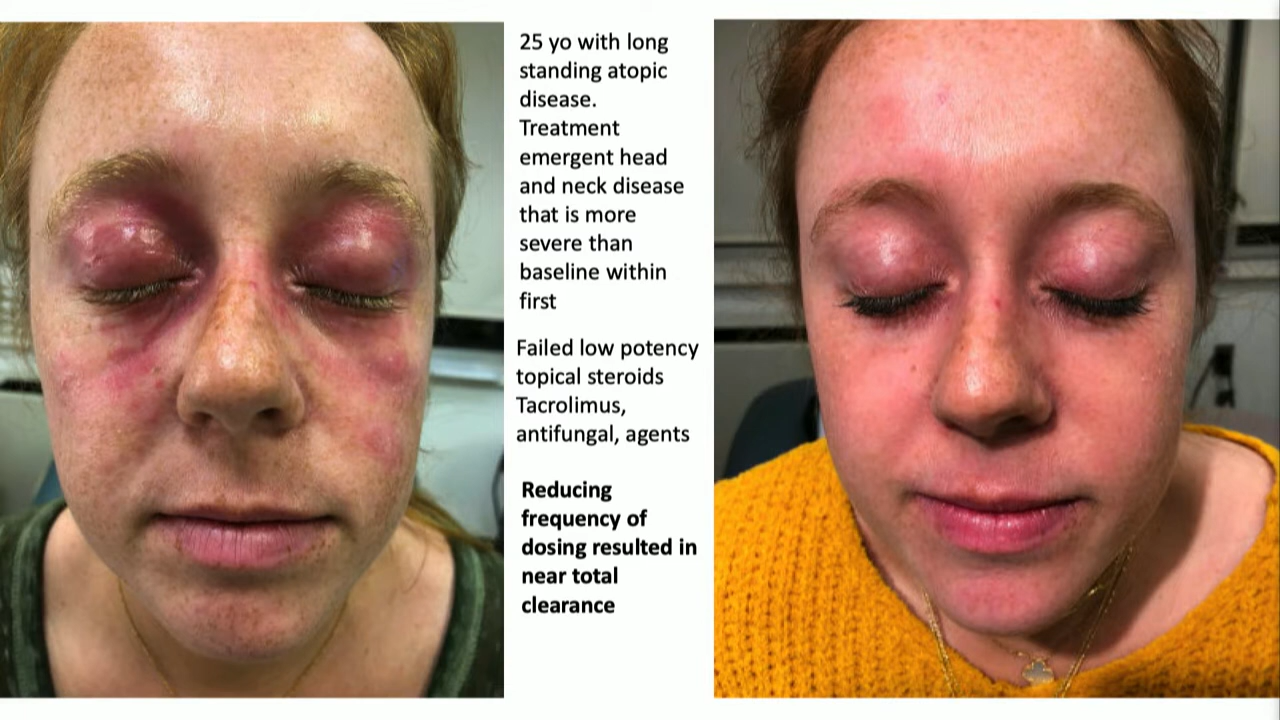 25 yo with long
standing atopic
disease.
Treatment
emergent head
and neck disease
that is more
severe than
baseline within
first
Failed low potency
topical steroids
Tacrolimus,
antifungal, agents
Reducing
frequency of
dosing resulted in
near total
clearance